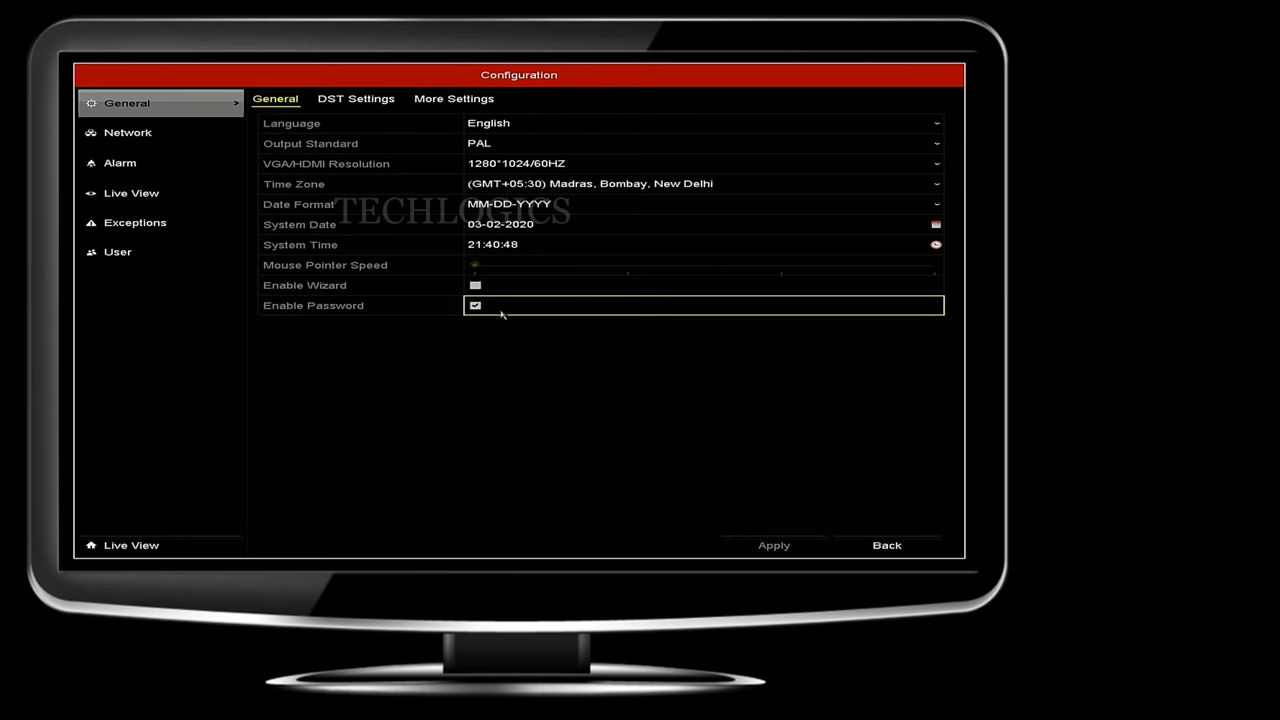 Configuration
General >
Network
Alarm
Live View
Exceptions
User
Live View
General DST Settings More Settings
Language English
Output Standard PAL
VGA/HDMI Resolution 1280*1024/60HZ
Time Zone (GMT+05:30) Madras, Bombay, New Delhi
Date Format MM-DD-YYYY
TECHLOGICS
System Date 03-02-2020
System Time 21:40:48
Mouse Pointer Speed
Enable Wizard
Enable Password
Apply Back